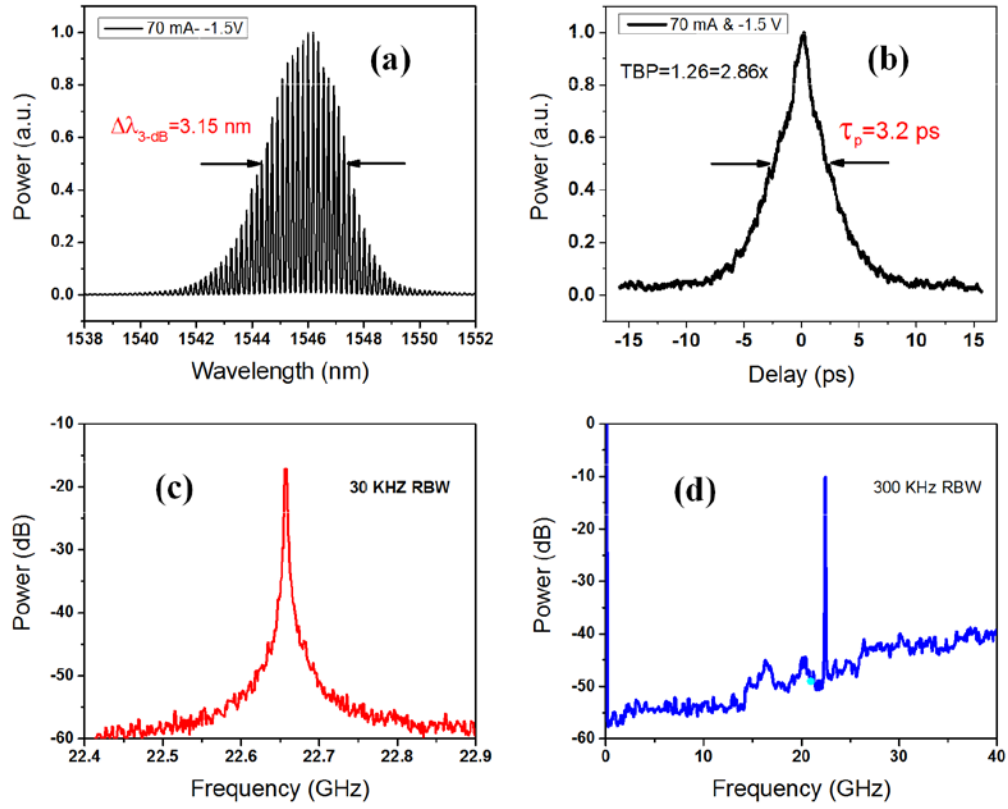 70 mA- -1.5V
(a)
Δλ3-dB=3.15 nm
Power (a.u.)
1.0
0.8
0.6
0.4
0.2
0.0
1538 1540 1542 1544 1546 1548 1550 1552
Wavelength (nm)
70 mA & -1.5 V
(b)
TBP=1.26=2.86x
τp=3.2 ps
Power (a.u.)
1.0
0.8
0.6
0.4
0.2
0.0
-15 -10 -5 0 5 10 15
Delay (ps)
(c)
30 KHZ RBW
Power (dB)
-10
-20
-30
-40
-50
-60
22.4 22.5 22.6 22.7 22.8 22.9
Frequency (GHz)
(d)
300 KHz RBW
Power (dB)
0
-10
-20
-30
-40
-50
-60
0 10 20 30 40
Frequency (GHz)